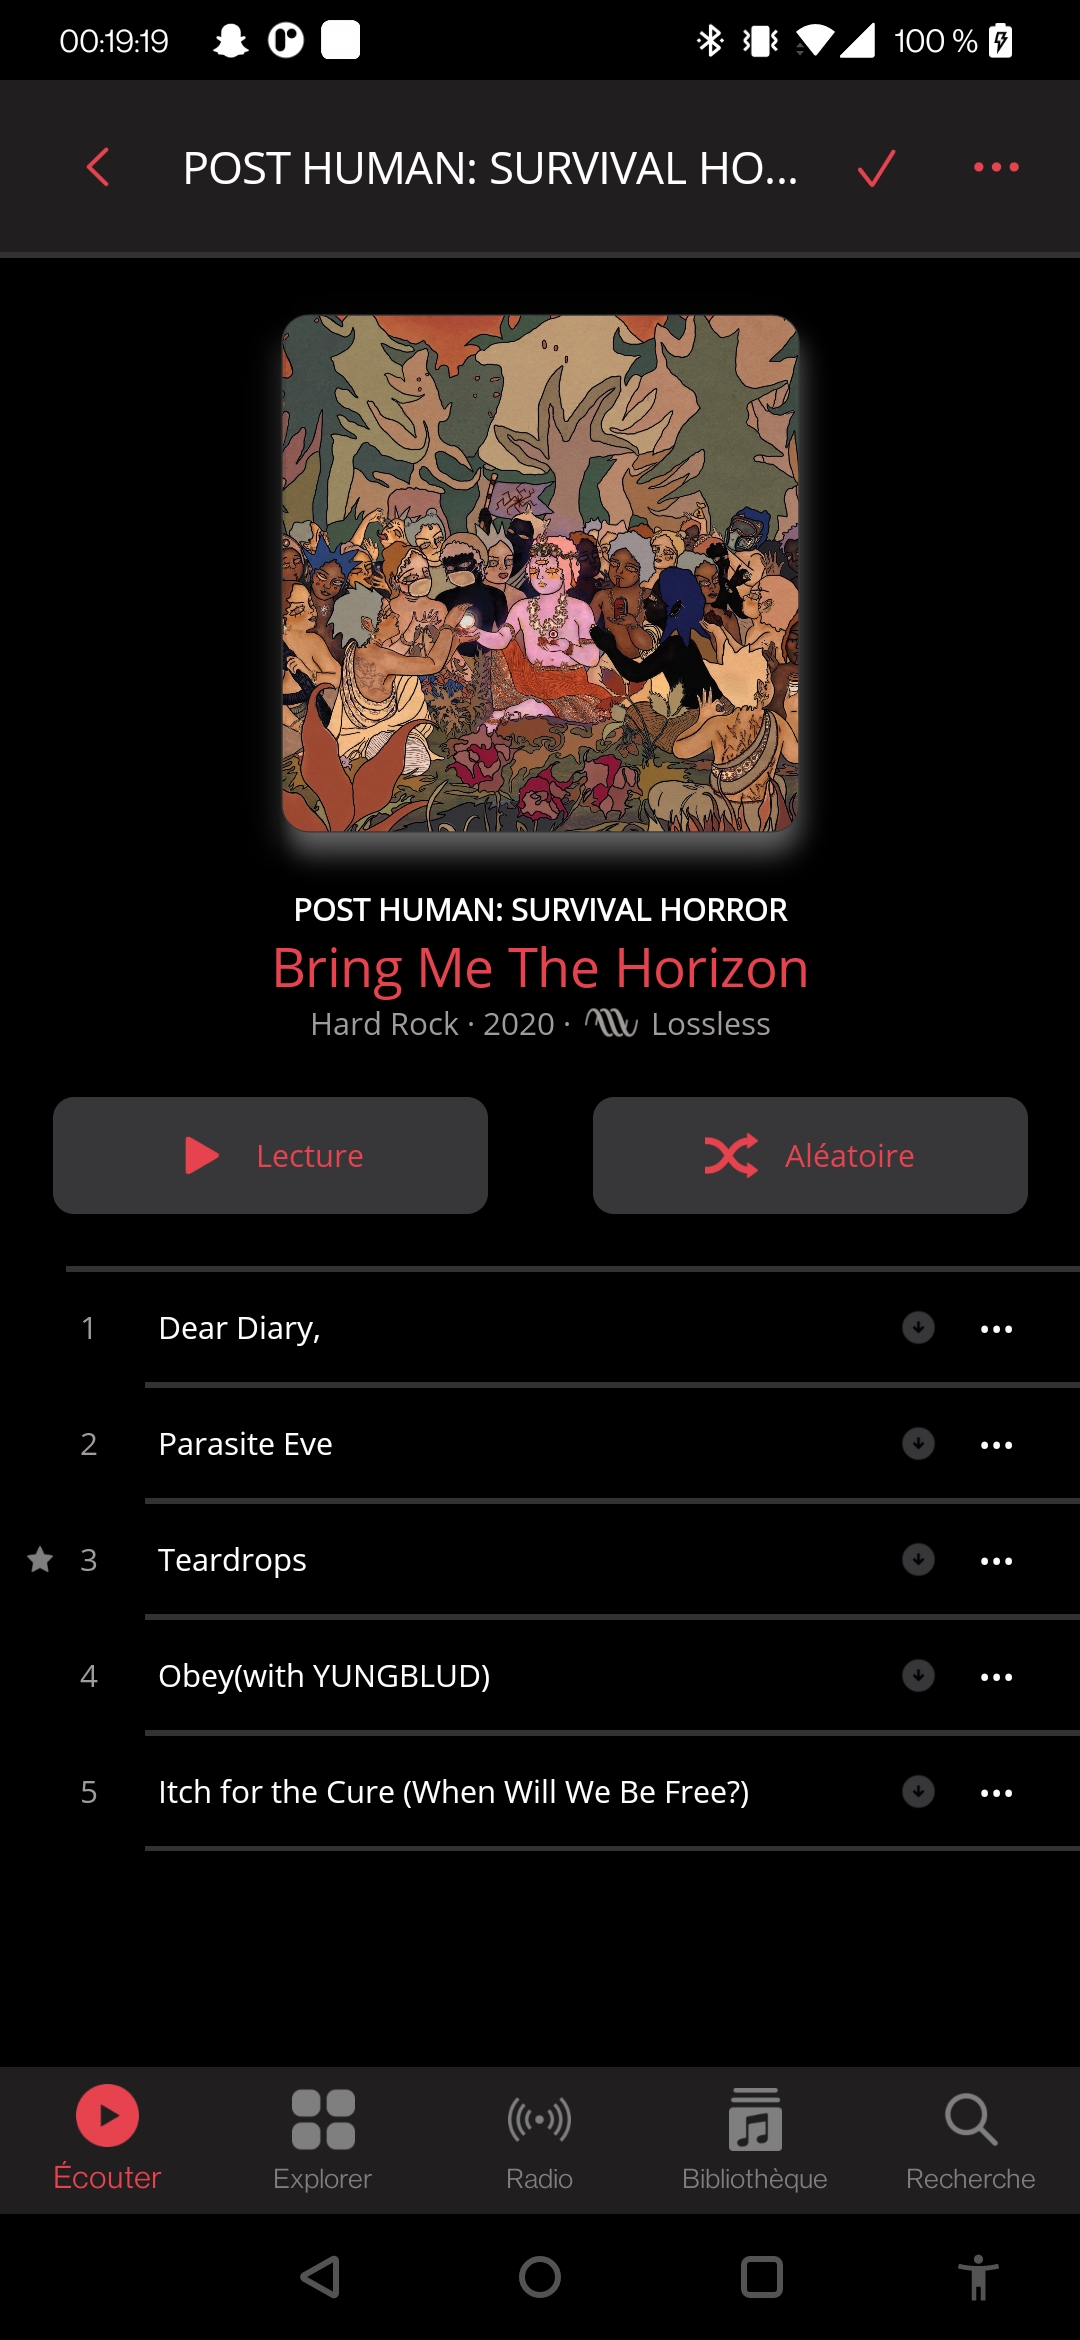 00:19:19
100 %
POST HUMAN: SURVIVAL HO...
POST HUMAN: SURVIVAL HORROR
Bring Me The Horizon
Hard Rock · 2020 · Lossless
Lecture
Aléatoire
1 Dear Diary,
2 Parasite Eve
3 Teardrops
4 Obey(with YUNGBLUD)
5 Itch for the Cure (When Will We Be Free?)
Écouter
Explorer
Radio
Bibliothèque
Recherche